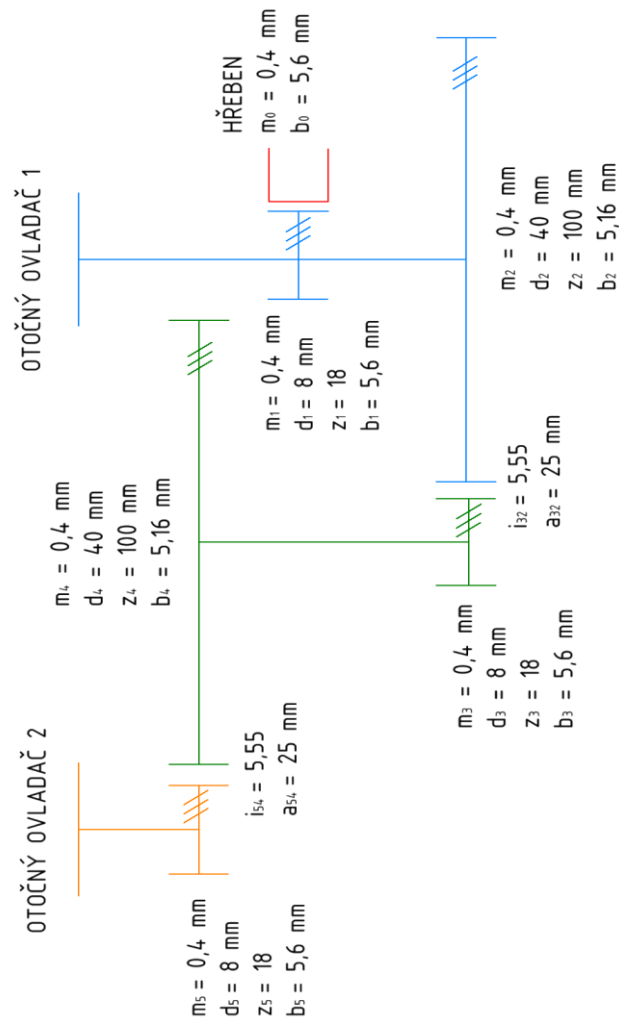 OTOČNÝ OVLADAČ 1
HŘEBEN
m₀ = 0,4 mm
b₀ = 5,6 mm
m₄ = 0,4 mm
d₄ = 40 mm
z₄ = 100 mm
b₄ = 5,16 mm
m₁ = 0,4 mm
d₁ = 8 mm
z₁ = 18
b₁ = 5,6 mm
m₂ = 0,4 mm
d₂ = 40 mm
z₂ = 100 mm
b₂ = 5,16 mm
OTOČNÝ OVLADAČ 2
i₅₄ = 5,55
a₅₄ = 25 mm
i₃₂ = 5,55
a₃₂ = 25 mm
m₅ = 0,4 mm
d₅ = 8 mm
z₅ = 18
b₅ = 5,6 mm
m₃ = 0,4 mm
d₃ = 8 mm
z₃ = 18
b₃ = 5,6 mm